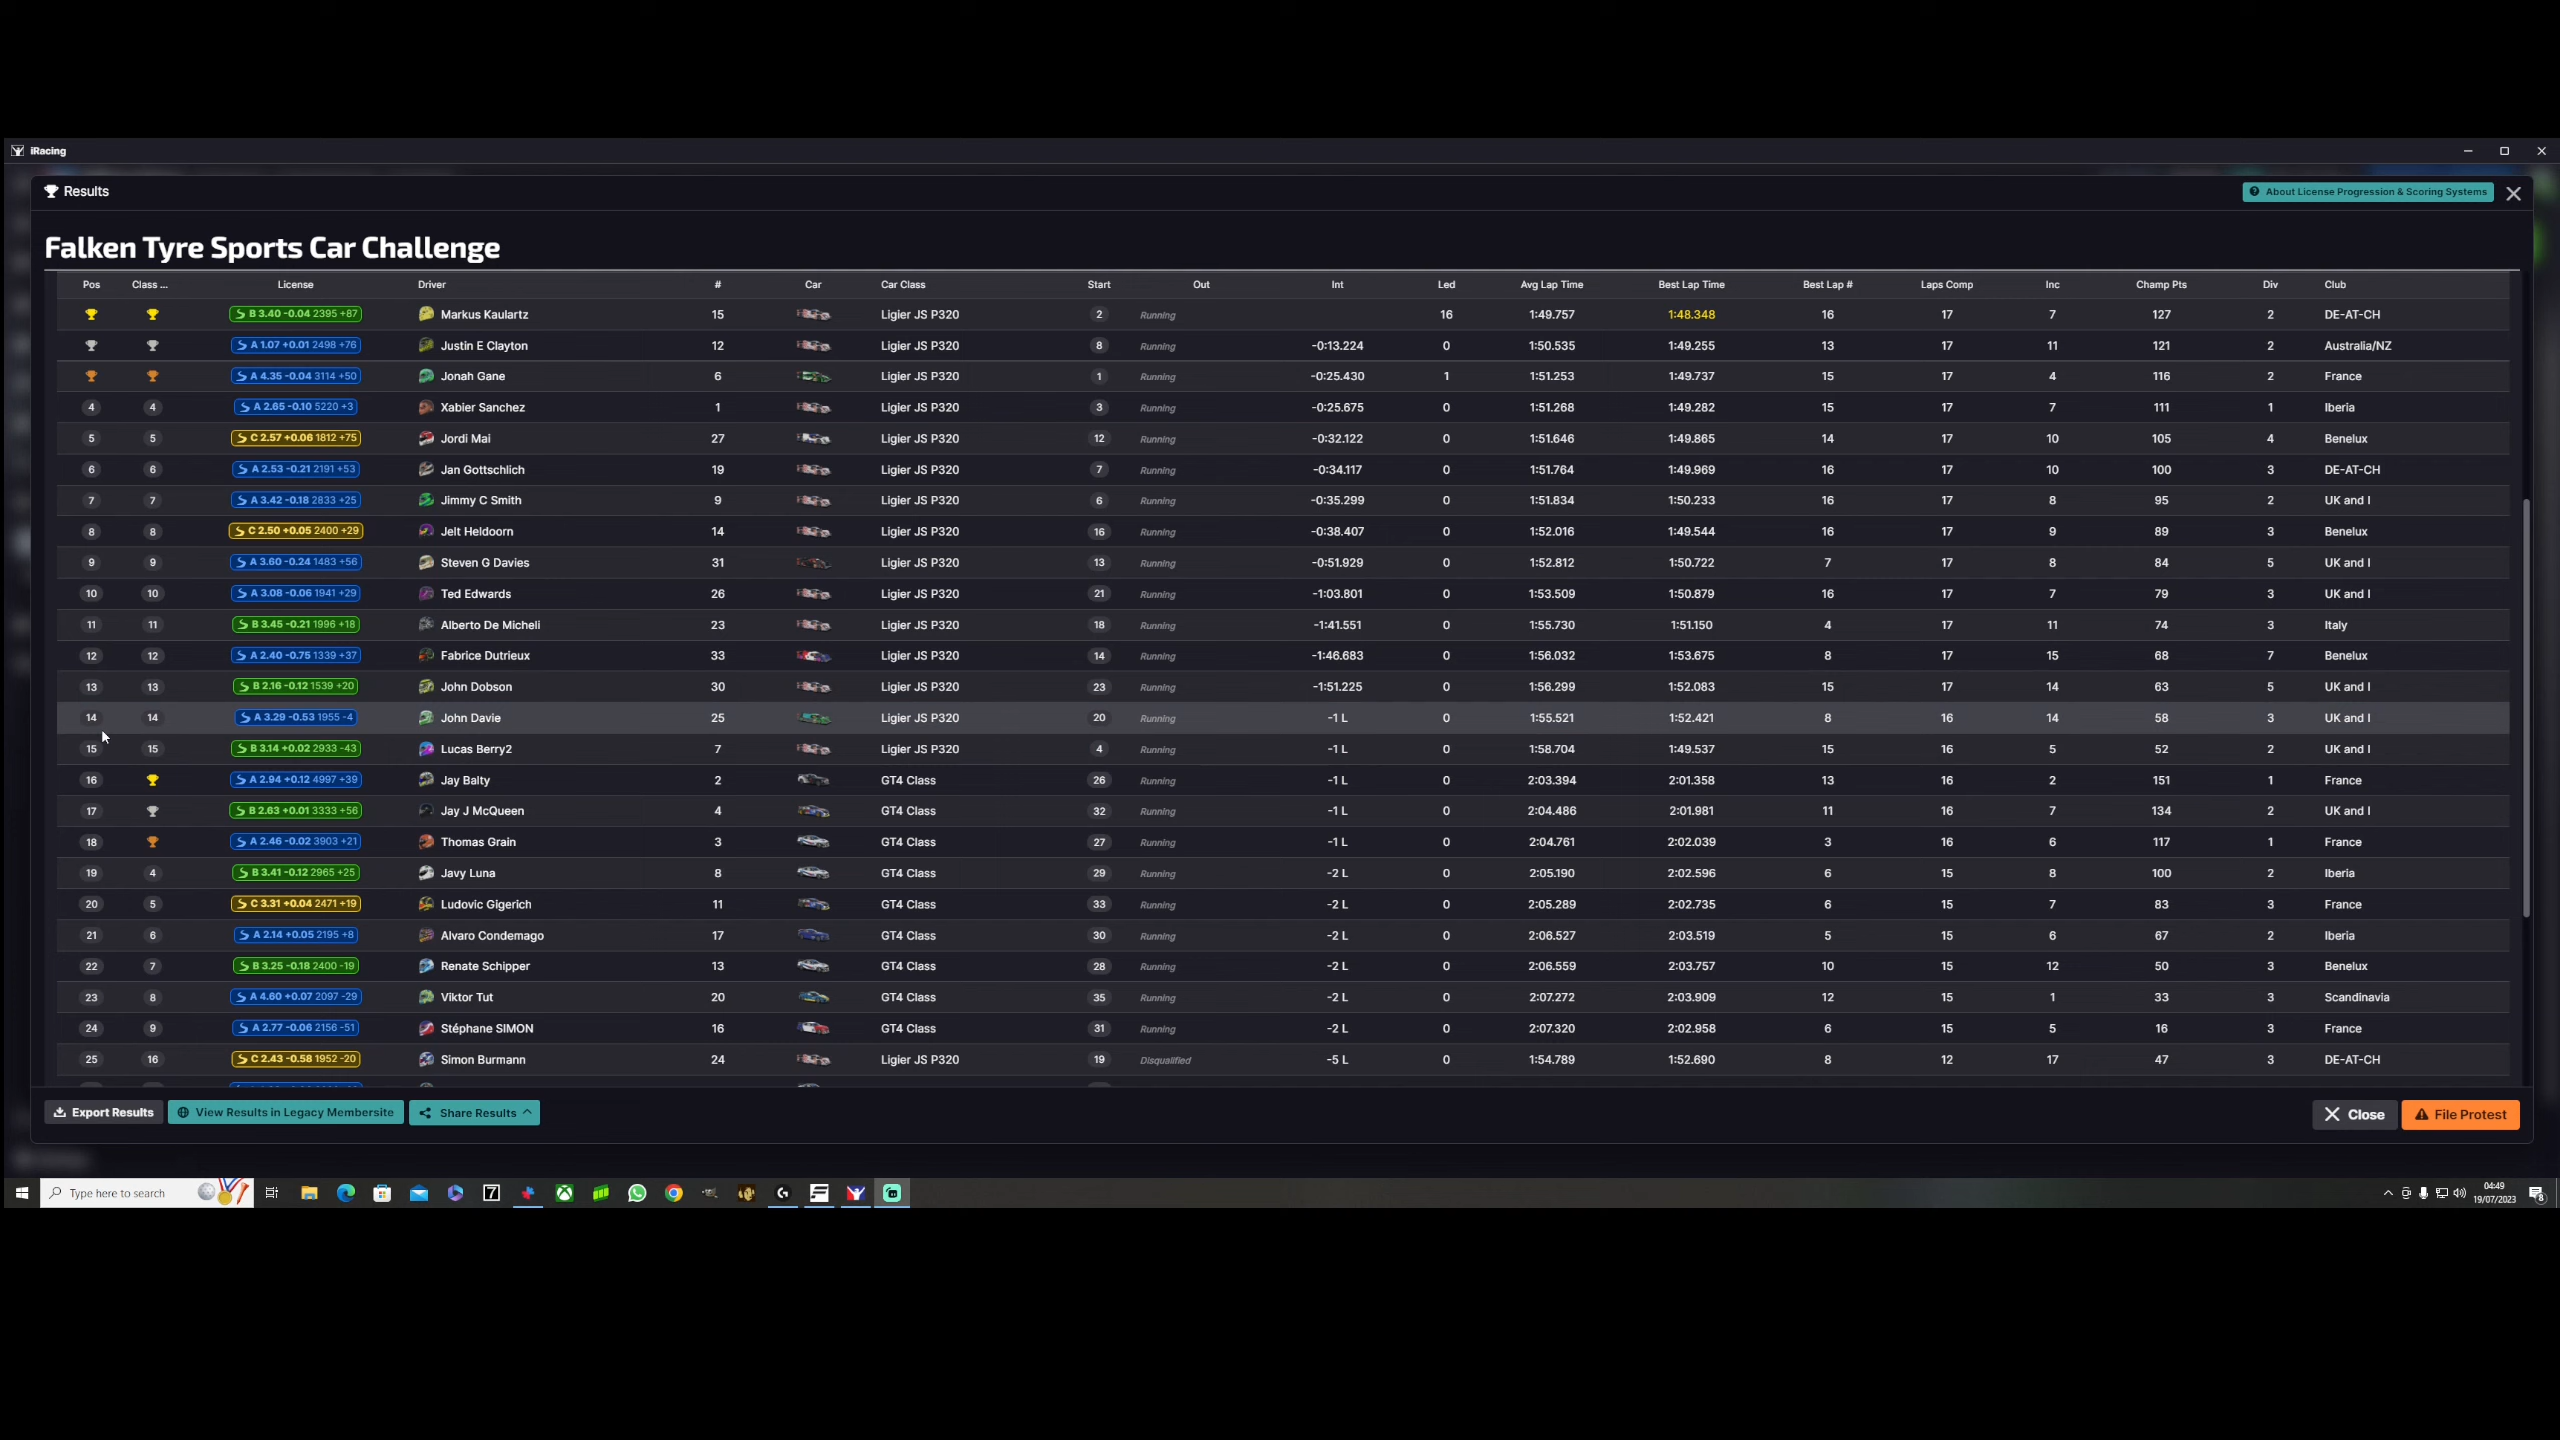 iRacing
Results
About License Progression & Scoring Systems
Falken Tyre Sports Car Challenge
Pos Class ... License Driver # Car Car Class Start Out Int Led Avg Lap Time Best Lap Time Best Lap # Laps Comp Inc Champ Pts Div Club
B 3.40 -0.04 2395 +87 Markus Kaulartz 15 Ligier JS P320 2 Running 16 1:49.757 1:48.348 16 17 7 127 2 DE-AT-CH
A 1.07 +0.01 2498 +76 Justin E Clayton 12 Ligier JS P320 8 Running -0:13.224 0 1:50.535 1:49.255 13 17 11 121 2 Australia/NZ
A 4.35 -0.04 3114 +50 Jonah Gane 6 Ligier JS P320 1 Running -0:25.430 1 1:51.253 1:49.737 15 17 4 116 2 France
4 4 A 2.65 -0.10 5220 +3 Xabier Sanchez 1 Ligier JS P320 3 Running -0:25.675 0 1:51.268 1:49.282 15 17 7 111 1 Iberia
5 5 C 2.57 +0.06 1812 +75 Jordi Mai 27 Ligier JS P320 12 Running -0:32.122 0 1:51.646 1:49.865 14 17 10 105 4 Benelux
6 6 A 2.53 -0.21 2191 +53 Jan Gottschlich 19 Ligier JS P320 7 Running -0:34.117 0 1:51.764 1:49.969 16 17 10 100 3 DE-AT-CH
7 7 A 3.42 -0.18 2833 +25 Jimmy C Smith 9 Ligier JS P320 6 Running -0:35.299 0 1:51.834 1:50.233 16 17 8 95 2 UK and I
8 8 C 2.50 +0.05 2400 +29 Jelt Heldoorn 14 Ligier JS P320 16 Running -0:38.407 0 1:52.016 1:49.544 16 17 9 89 3 Benelux
9 9 A 3.60 -0.24 1483 +56 Steven G Davies 31 Ligier JS P320 13 Running -0:51.929 0 1:52.812 1:50.722 7 17 8 84 5 UK and I
10 10 A 3.08 -0.06 1941 +29 Ted Edwards 26 Ligier JS P320 21 Running -1:03.801 0 1:53.509 1:50.879 16 17 7 79 3 UK and I
11 11 B 3.45 -0.21 1996 +18 Alberto De Micheli 23 Ligier JS P320 18 Running -1:41.551 0 1:55.730 1:51.150 4 17 11 74 3 Italy
12 12 A 2.40 -0.75 1339 +37 Fabrice Dutrieux 33 Ligier JS P320 14 Running -1:46.683 0 1:56.032 1:53.675 8 17 15 68 7 Benelux
13 13 B 2.16 -0.12 1539 +20 John Dobson 30 Ligier JS P320 23 Running -1:51.225 0 1:56.299 1:52.083 15 17 14 63 5 UK and I
14 14 A 3.29 -0.53 1955 -4 John Davie 25 Ligier JS P320 20 Running -1 L 0 1:55.521 1:52.421 8 16 14 58 3 UK and I
15 15 B 3.14 +0.02 2933 -43 Lucas Berry2 7 Ligier JS P320 4 Running -1 L 0 1:58.704 1:49.537 15 16 5 52 2 UK and I
16 A 2.94 +0.12 4997 +39 Jay Balty 2 GT4 Class 26 Running -1 L 0 2:03.394 2:01.358 13 16 2 151 1 France
17 B 2.63 +0.01 3333 +56 Jay J McQueen 4 GT4 Class 32 Running -1 L 0 2:04.486 2:01.981 11 16 7 134 2 UK and I
18 A 2.46 -0.02 3903 +21 Thomas Grain 3 GT4 Class 27 Running -1 L 0 2:04.761 2:02.039 3 16 6 117 1 France
19 4 B 3.41 -0.12 2965 +25 Javy Luna 8 GT4 Class 29 Running -2 L 0 2:05.190 2:02.596 6 15 8 100 2 Iberia
20 5 C 3.31 +0.04 2471 +19 Ludovic Gigerich 11 GT4 Class 33 Running -2 L 0 2:05.289 2:02.735 6 15 7 83 3 France
21 6 A 2.14 +0.05 2195 +8 Alvaro Condemago 17 GT4 Class 30 Running -2 L 0 2:06.527 2:03.519 5 15 6 67 2 Iberia
22 7 B 3.25 -0.18 2400 -19 Renate Schipper 13 GT4 Class 28 Running -2 L 0 2:06.559 2:03.757 10 15 12 50 3 Benelux
23 8 A 4.60 +0.07 2097 -29 Viktor Tut 20 GT4 Class 35 Running -2 L 0 2:07.272 2:03.909 12 15 1 33 3 Scandinavia
24 9 A 2.77 -0.06 2156 -51 Stéphane SIMON 16 GT4 Class 31 Running -2 L 0 2:07.320 2:02.958 6 15 5 16 3 France
25 16 C 2.43 -0.58 1952 -20 Simon Burmann 24 Ligier JS P320 19 Disqualified -5 L 0 1:54.789 1:52.690 8 12 17 47 3 DE-AT-CH
Export Results View Results in Legacy Membersite Share Results Close File Protest
Type here to search 04:49
19/07/2023